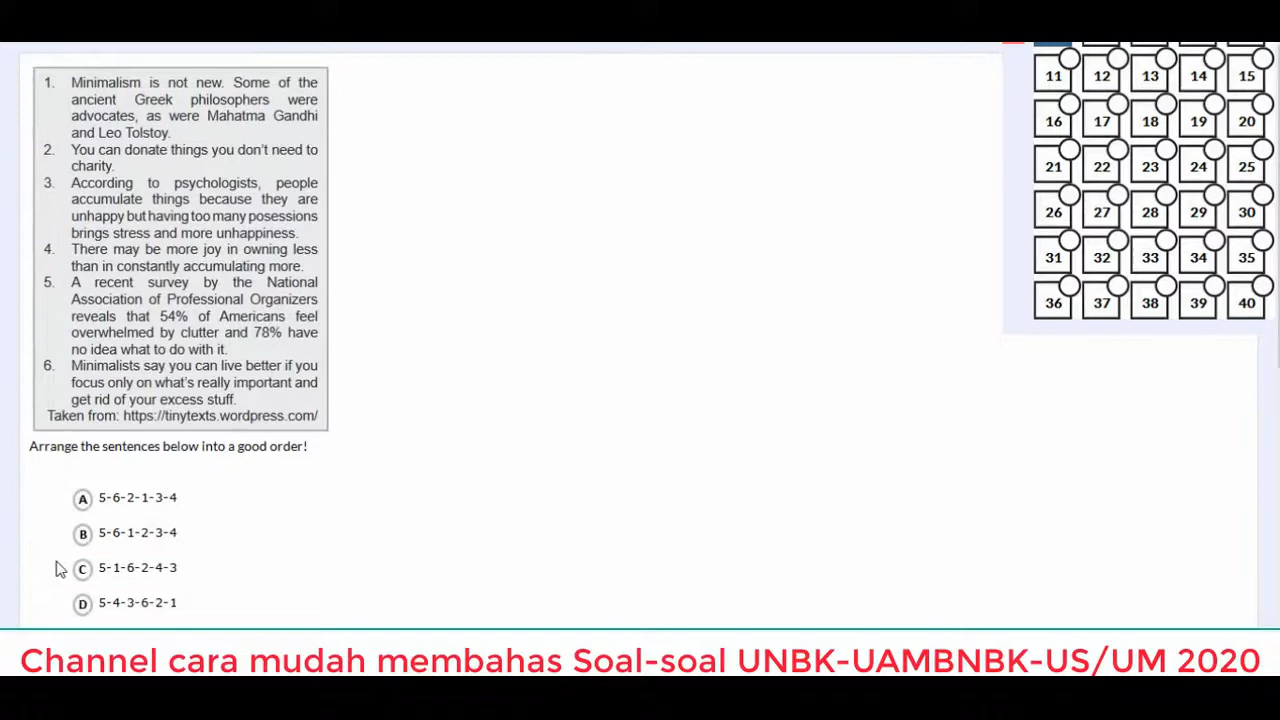 1. Minimalism is not new. Some of the
ancient Greek philosophers were
advocates, as were Mahatma Gandhi
and Leo Tolstoy.
2. You can donate things you don't need to
charity.
3. According to psychologists, people
accumulate things because they are
unhappy but having too many posessions
brings stress and more unhappiness.
4. There may be more joy in owning less
than in constantly accumulating more.
5. A recent survey by the National
Association of Professional Organizers
reveals that 54% of Americans feel
overwhelmed by clutter and 78% have
no idea what to do with it.
6. Minimalists say you can live better if you
focus only on what's really important and
get rid of your excess stuff.
Taken from: https://tinytexts.wordpress.com/
Arrange the sentences below into a good order!
A 5-6-2-1-3-4
B 5-6-1-2-3-4
C 5-1-6-2-4-3
D 5-4-3-6-2-1
11 12 13 14 15
16 17 18 19 20
21 22 23 24 25
26 27 28 29 30
31 32 33 34 35
36 37 38 39 40
Channel cara mudah membahas Soal-soal UNBK-UAMBNBK-US/UM 2020